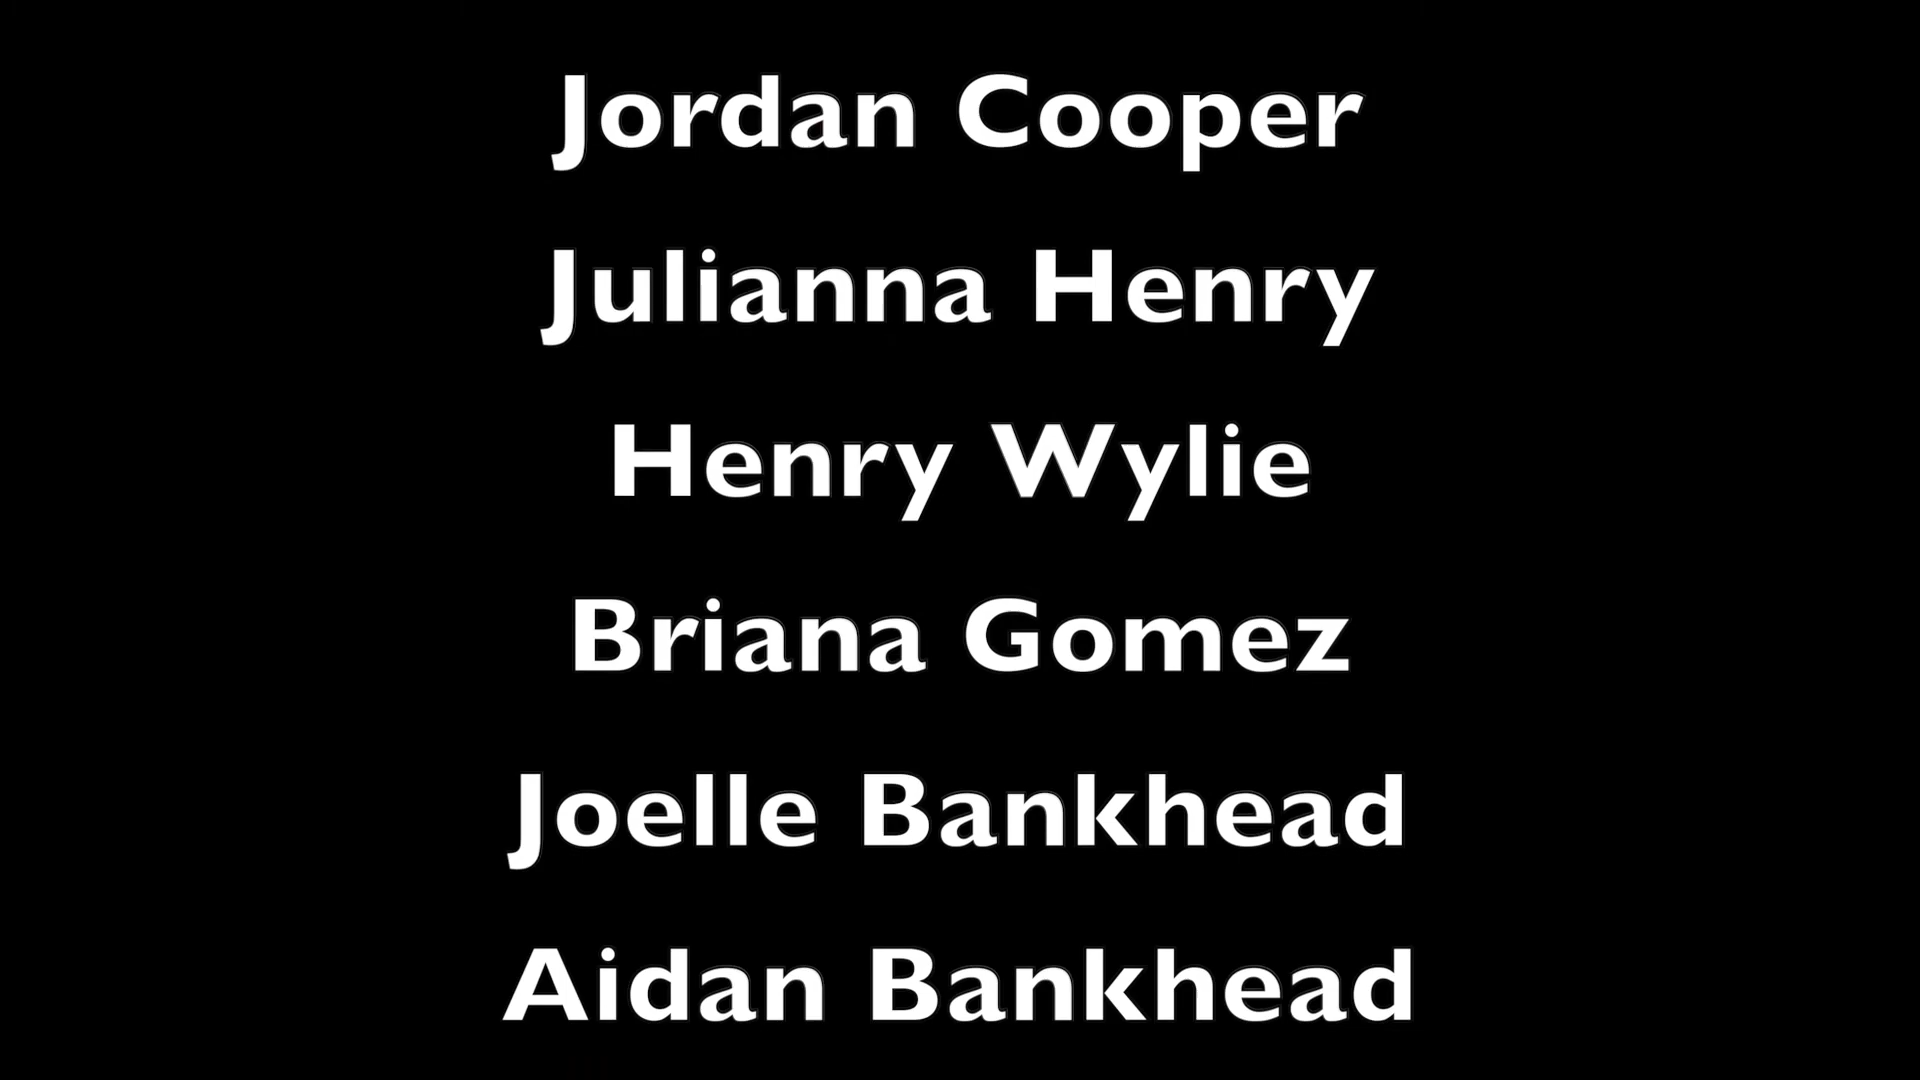 Jordan Cooper
Julianna Henry
Henry Wylie
Briana Gomez
Joelle Bankhead
Aidan Bankhead